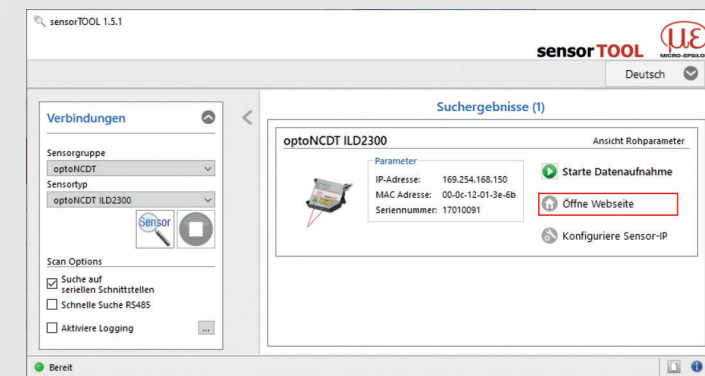 sensorTOOL 1.5.1
sensorTOOL
με
MICRO-EPSILO
Deutsch
Verbindungen
Sensorgruppe
optoNCDT
Sensortyp
optoNCDT ILD2300
Sensor
Scan Options
Suche auf
seriellen Schnittstellen
Schnelle Suche RS485
Aktiviere Logging
...
Suchergebnisse (1)
optoNCDT ILD2300
Ansicht Rohparameter
Parameter
IP-Adresse: 169.254.168.150
MAC Adresse: 00-0c-12-01-3e-6b
Seriennummer: 17010091
Starte Datenaufnahme
Öffne Webseite
Konfiguriere Sensor-IP
Bereit